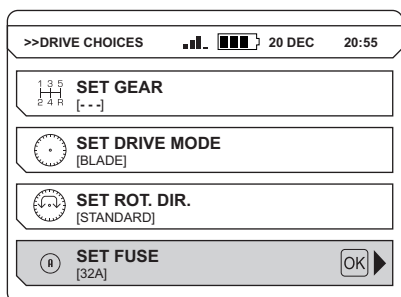 >>DRIVE CHOICES 20 DEC 20:55
1 3 5
2 4 R
SET GEAR
[- - -]
SET DRIVE MODE
[BLADE]
SET ROT. DIR.
[STANDARD]
A
SET FUSE
[32A]
OK